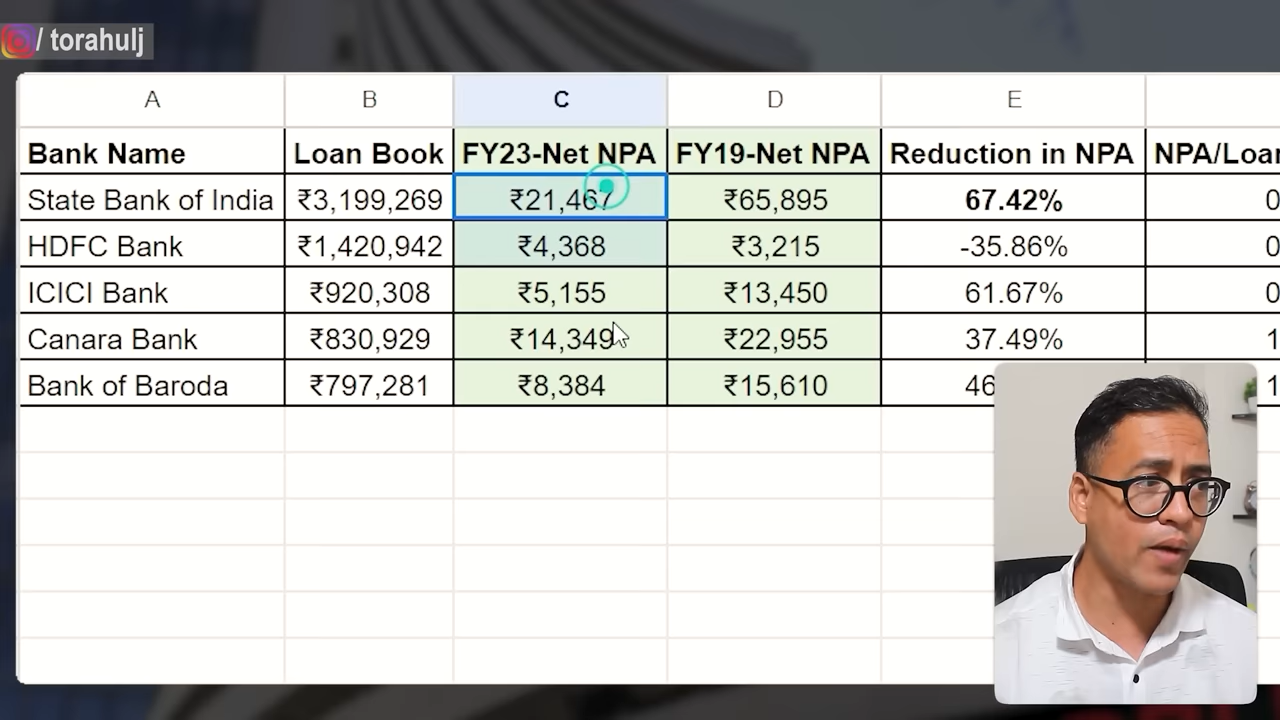 / torahulj
A B C D E
Bank Name Loan Book FY23-Net NPA FY19-Net NPA Reduction in NPA
State Bank of India ₹3,199,269 ₹21,467 ₹65,895 67.42%
HDFC Bank ₹1,420,942 ₹4,368 ₹3,215 -35.86%
ICICI Bank ₹920,308 ₹5,155 ₹13,450 61.67%
Canara Bank ₹830,929 ₹14,349 ₹22,955 37.49%
Bank of Baroda ₹797,281 ₹8,384 ₹15,610